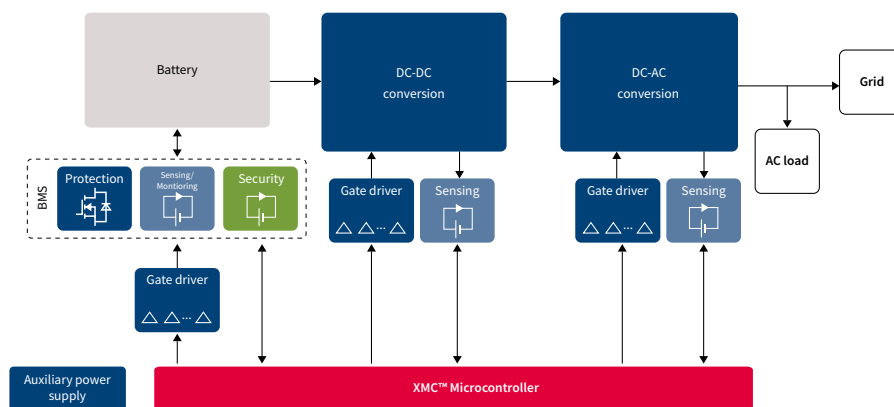 Battery
DC-DC
conversion
DC-AC
conversion
Grid
AC load
BMS
Protection
Sensing/
Montioring
Security
Gate driver
...
Sensing
Gate driver
...
Sensing
Gate driver
...
Auxiliary power
supply
XMC™ Microcontroller